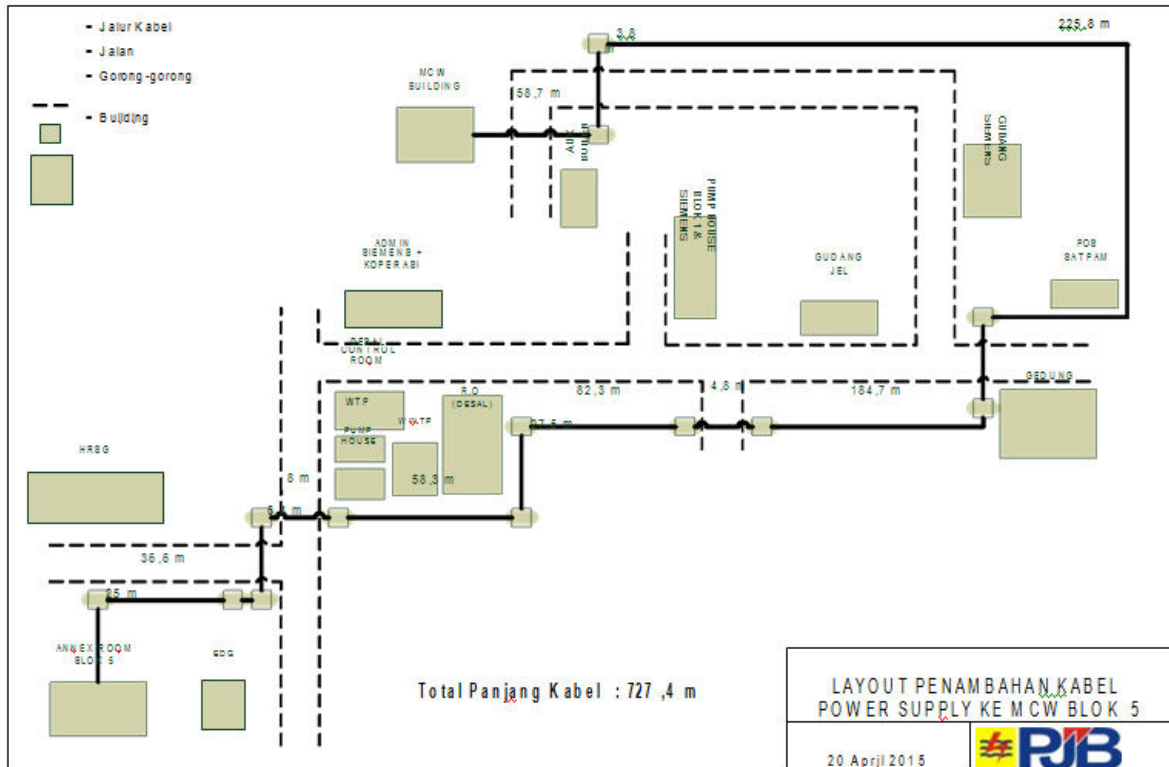 - Jalur Kabel
- Jalan
- Gorong-gorong
- Building
3,8
225,8 m
MCW
BUILDING
58,7 m
AUX
BOILER
GUDANG
SIEMENS
PUMP HOUSE
BLOK 1 &
SIEMENS
ADMIN
SIEMENS +
KOPERASI
GUDANG
JEL
POS
SATPAM
CONTROL
ROOM
R.O
(DESAL)
82,3 m
4,8 m
184,7 m
GEDUNG
WTP
PUMP
HOUSE
HRSG
8 m
58,3 m
36,6 m
ANNEX ROOM
BLOK 5
EDG
Total Panjang Kabel : 727 ,4 m
LAYOUT PENAMBAHAN KABEL
POWER SUPPLY KE MCW BLOK 5
20 April 2015
PJB